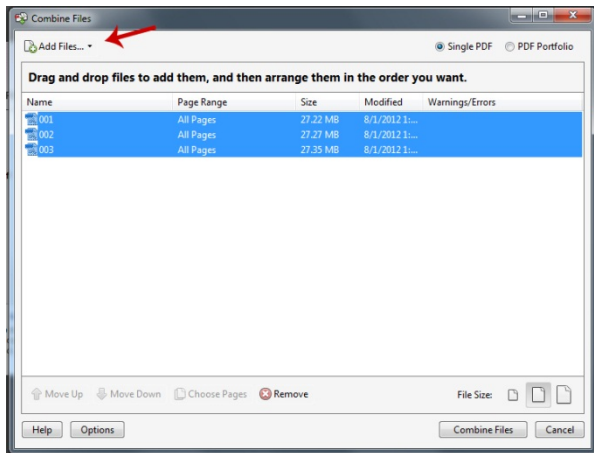 Combine Files
Add Files... Single PDF PDF Portfolio
Drag and drop files to add them, and then arrange them in the order you want.
Name Page Range Size Modified Warnings/Errors
001 All Pages 27.22 MB 8/1/2012 1:...
002 All Pages 27.27 MB 8/1/2012 1:...
003 All Pages 27.35 MB 8/1/2012 1:...
Move Up Move Down Choose Pages Remove File Size:
Help Options Combine Files Cancel